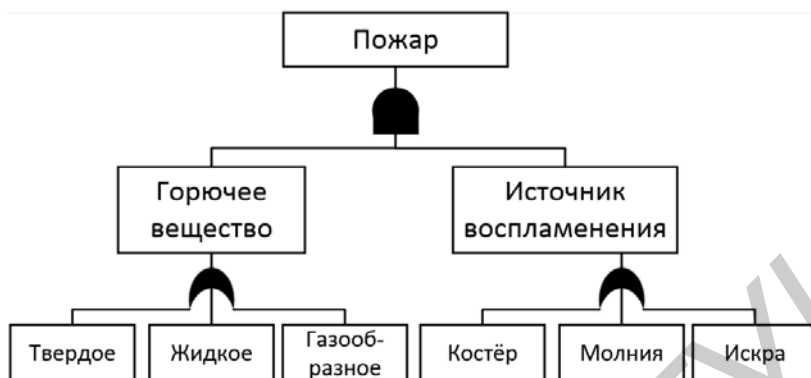 Пожар
Горючее
вещество
Источник
воспламенения
Твердое
Жидкое
Газооб-
разное
Костёр
Молния
Искра